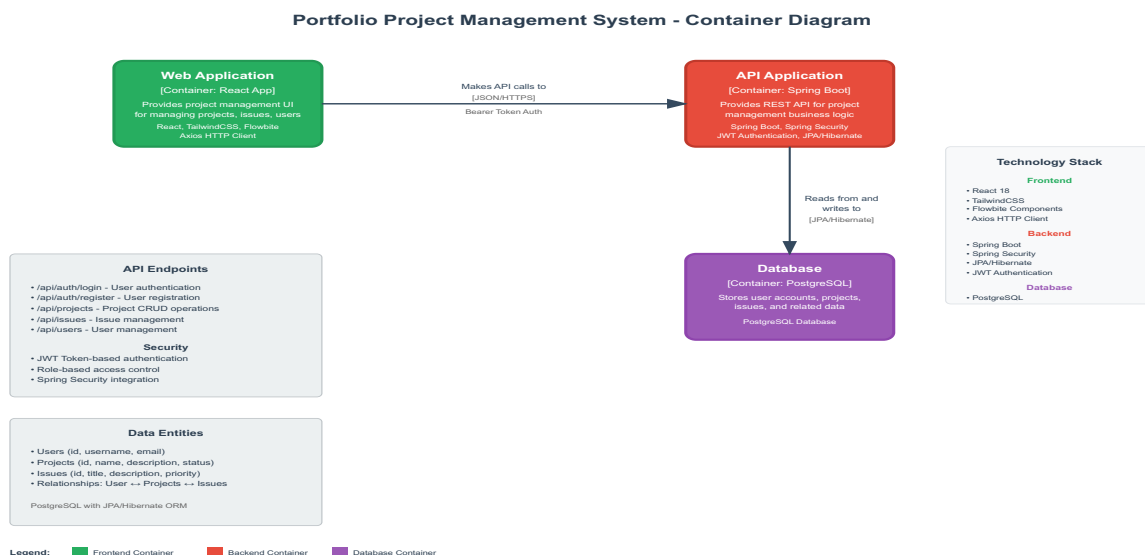 Portfolio Project Management System - Container Diagram
Web Application
[Container: React App]
Provides project management UI
for managing projects, issues, users
React, TailwindCSS, Flowbite
Axios HTTP Client
Makes API calls to
[JSON/HTTPS]
Bearer Token Auth
API Application
[Container: Spring Boot]
Provides REST API for project
management business logic
Spring Boot, Spring Security
JWT Authentication, JPA/Hibernate
Reads from and
writes to
[JPA/Hibernate]
Database
[Container: PostgreSQL]
Stores user accounts, projects,
issues, and related data
PostgreSQL Database
Technology Stack
Frontend
• React 18
• TailwindCSS
• Flowbite Components
• Axios HTTP Client
Backend
• Spring Boot
• Spring Security
• JPA/Hibernate
• JWT Authentication
Database
• PostgreSQL
API Endpoints
• /api/auth/login - User authentication
• /api/auth/register - User registration
• /api/projects - Project CRUD operations
• /api/issues - Issue management
• /api/users - User management
Security
• JWT Token-based authentication
• Role-based access control
• Spring Security integration
Data Entities
• Users (id, username, email)
• Projects (id, name, description, status)
• Issues (id, title, description, priority)
• Relationships: User ↔ Projects ↔ Issues
PostgreSQL with JPA/Hibernate ORM
Legend: Frontend Container Backend Container Database Container